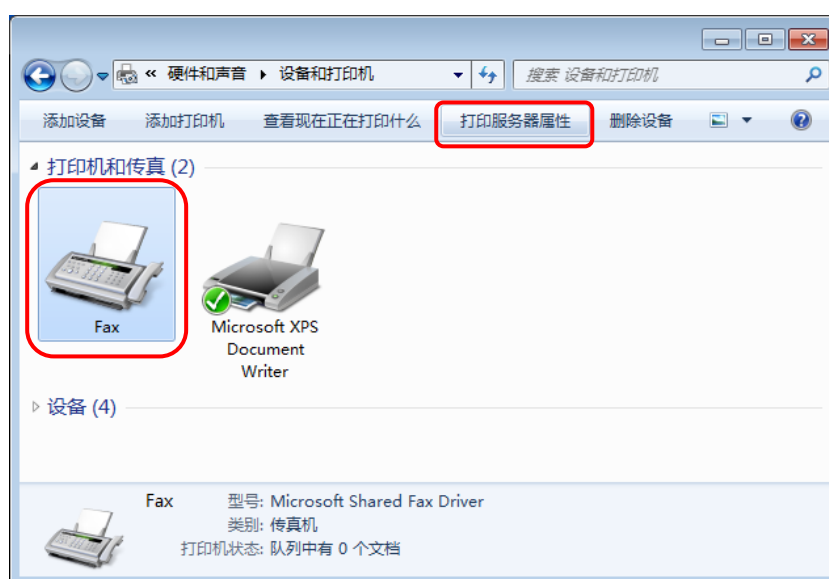 « 硬件和声音 ▸ 设备和打印机 搜索 设备和打印机
添加设备 添加打印机 查看现在正在打印什么 打印服务器属性 删除设备
打印机和传真 (2)
Fax
Microsoft XPS
Document
Writer
设备 (4)
Fax 型号: Microsoft Shared Fax Driver
类别: 传真机
打印机状态: 队列中有 0 个文档